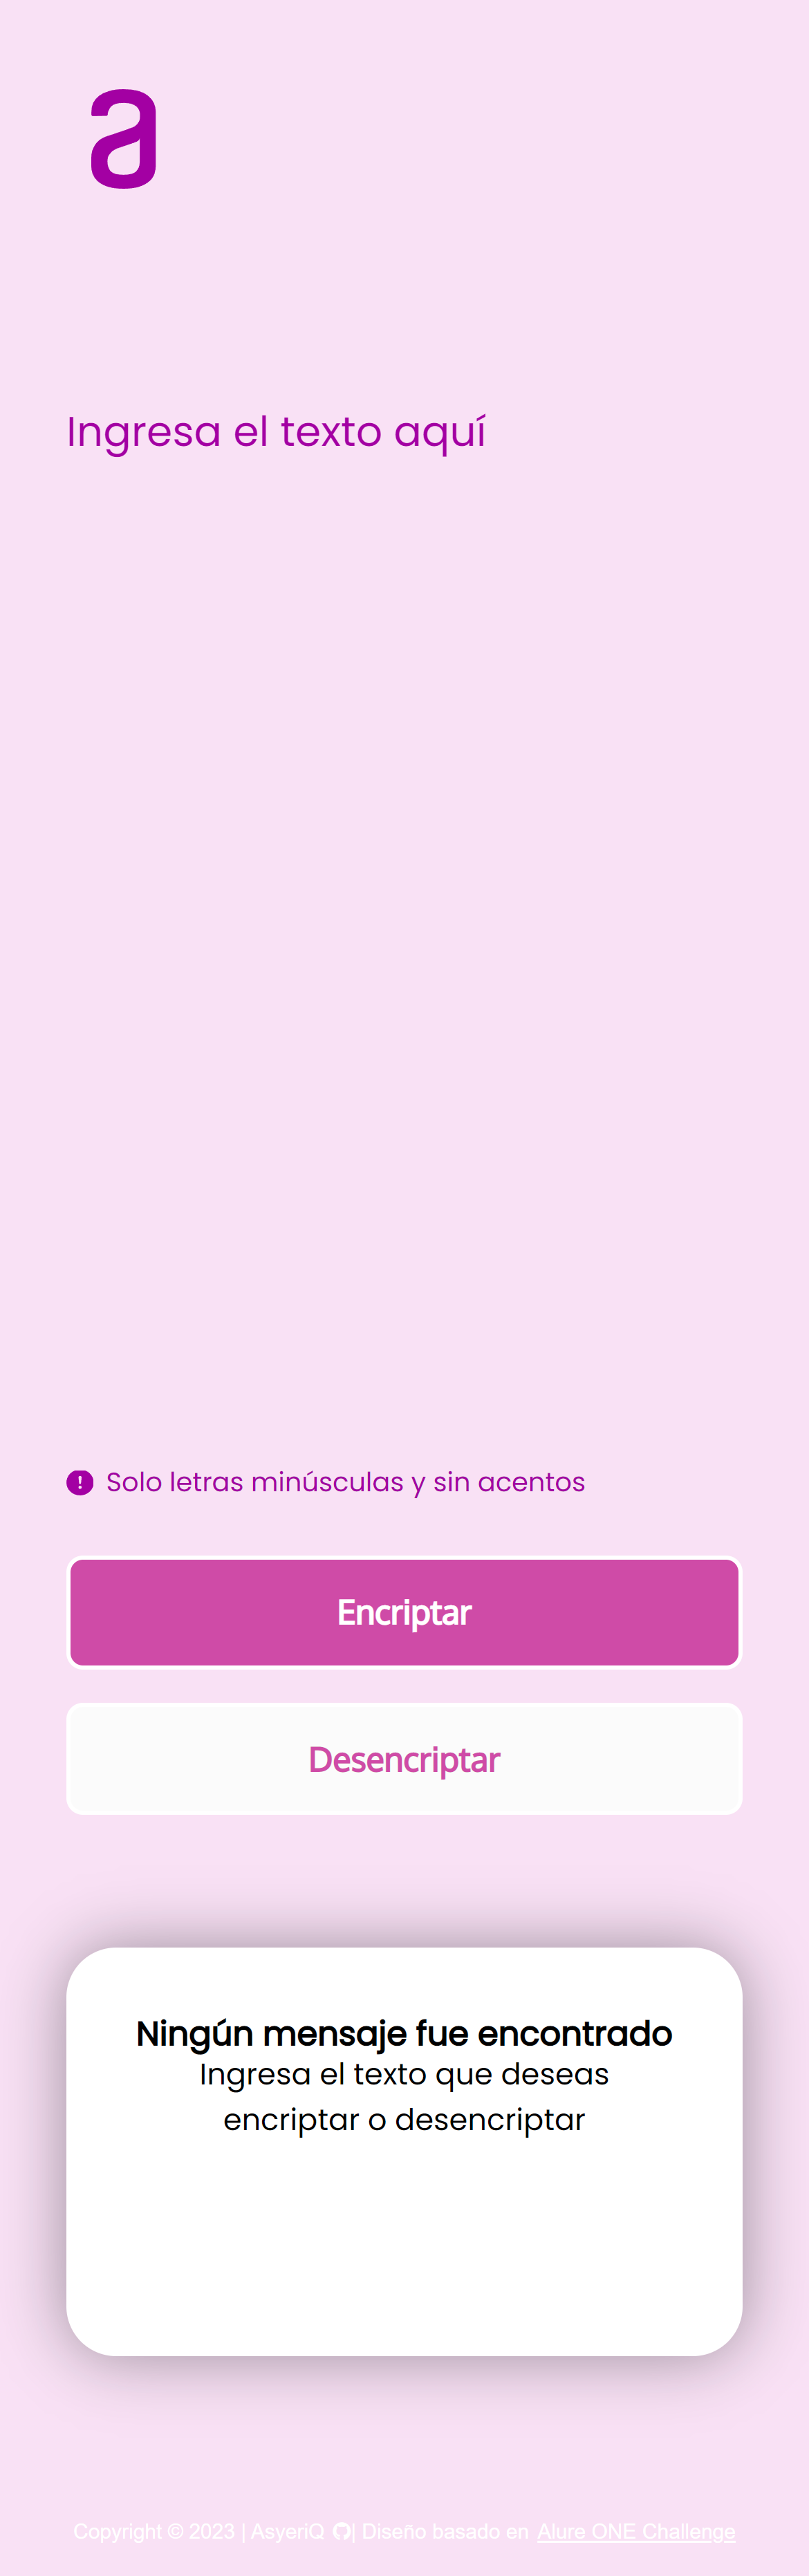 a
Ingresa el texto aquí
! Solo letras minúsculas y sin acentos
Encriptar
Desencriptar
Ningún mensaje fue encontrado
Ingresa el texto que deseas
encriptar o desencriptar
Copyright © 2023 | AsyeriQ | Diseño basado en Alure ONE Challenge